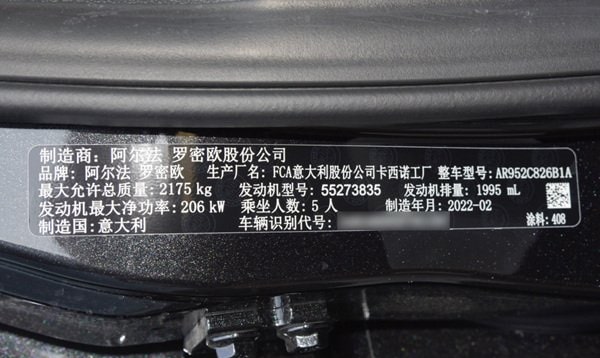 制造商：阿尔法 罗密欧股份公司
品牌：阿尔法 罗密欧 生产厂名：FCA意大利股份公司卡西诺工厂 整车型号：AR952C826B1A
最大允许总质量：2175 kg 发动机型号：55273835 发动机排量：1995 mL
发动机最大净功率：206 kW 乘坐人数：5 人 制造年月：2022-02
制造国：意大利 车辆识别代号： 涂料：408